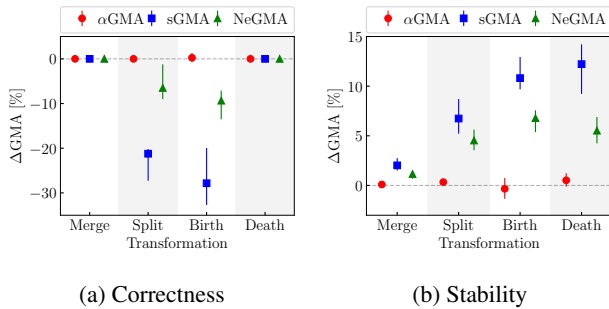 αGMA sGMA NeGMA
ΔGMA [%]
0
−10
−20
−30
Merge Split Birth Death
Transformation
(a) Correctness
αGMA sGMA NeGMA
ΔGMA [%]
15
10
5
0
Merge Split Birth Death
Transformation
(b) Stability